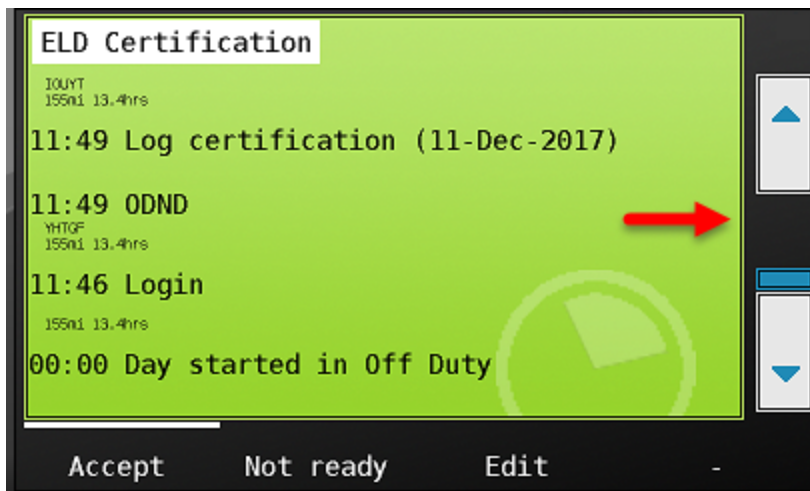 ELD Certification
IOUYT
155mi 13.4hrs
11:49 Log certification (11-Dec-2017)
11:49 ODND
YHTGF
155mi 13.4hrs
11:46 Login
155mi 13.4hrs
00:00 Day started in Off Duty
Accept Not ready Edit -